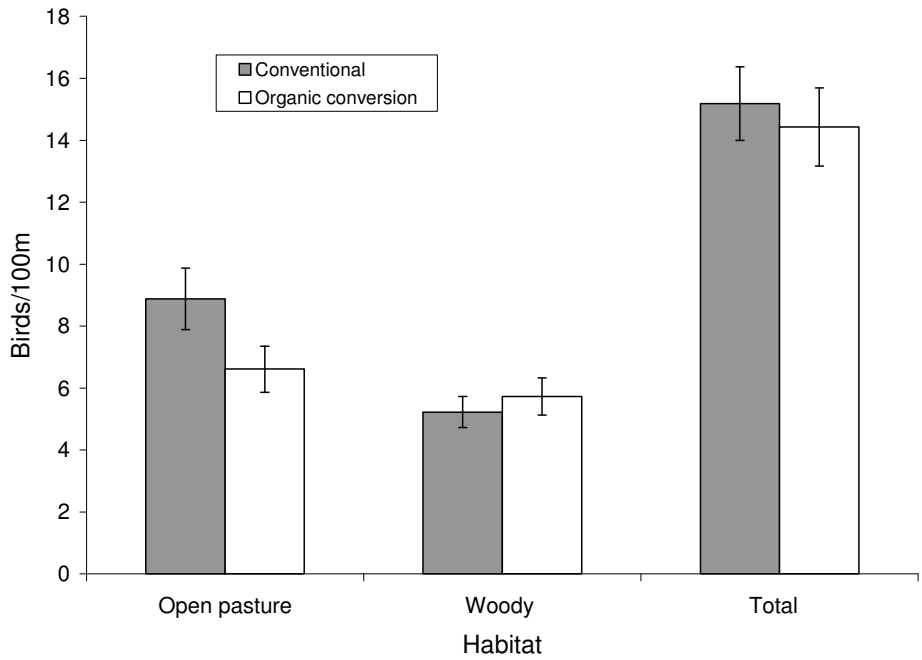 18
16
14
12
10
8
6
4
2
0
Birds/100m
Conventional
Organic conversion
Open pasture Woody Total
Habitat